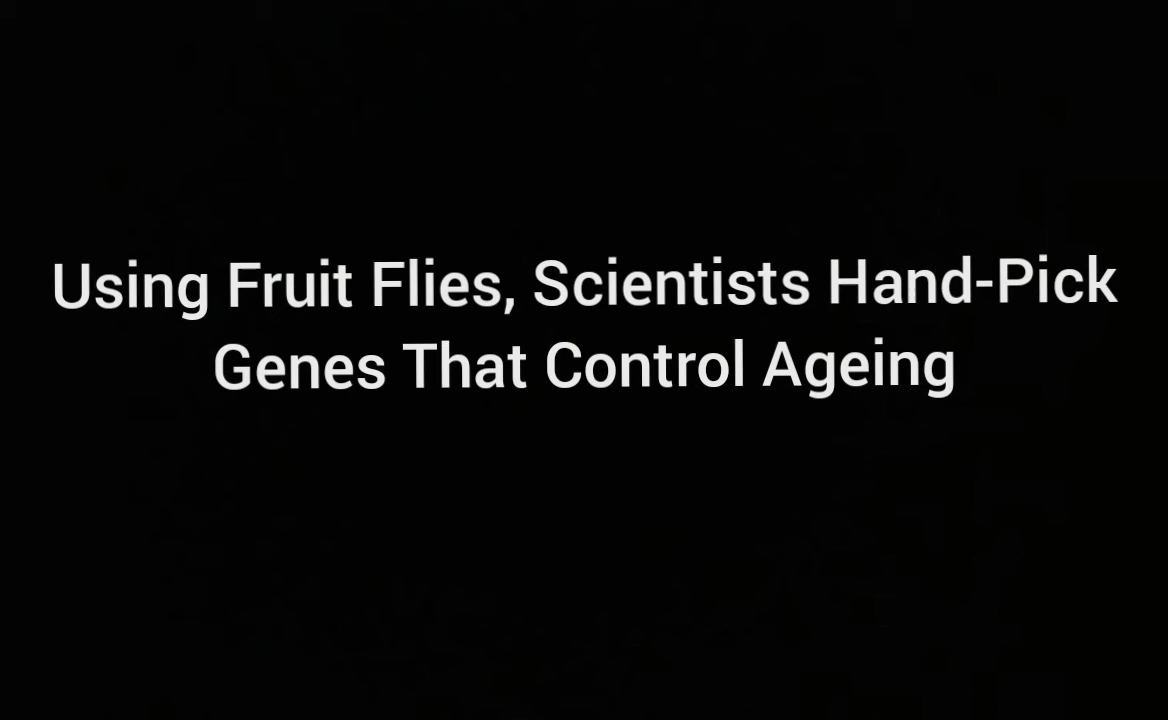 Using Fruit Flies, Scientists Hand-Pick
Genes That Control Ageing